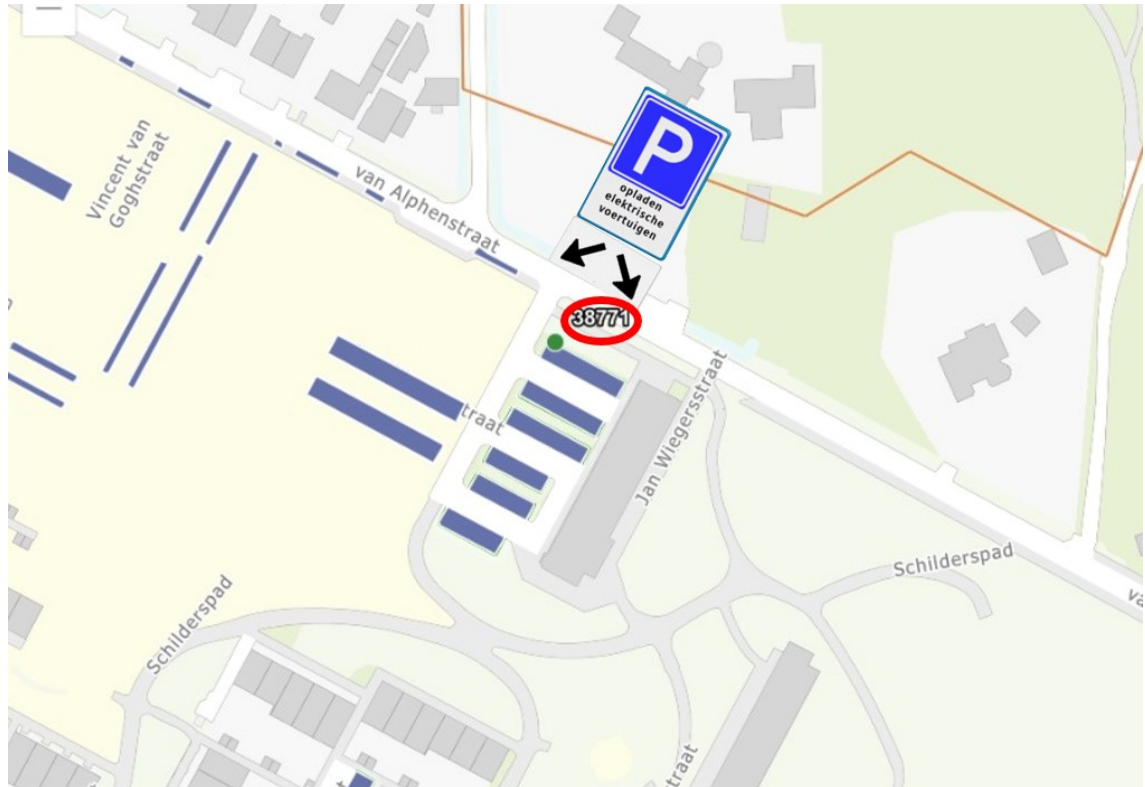 Vincent van
Goghstraat
van Alphenstraat
P
opladen
elektrische
voertuigen
38771
traat
Jan Wiegersstraat
Schilderspad
va
Schilderspad
straat